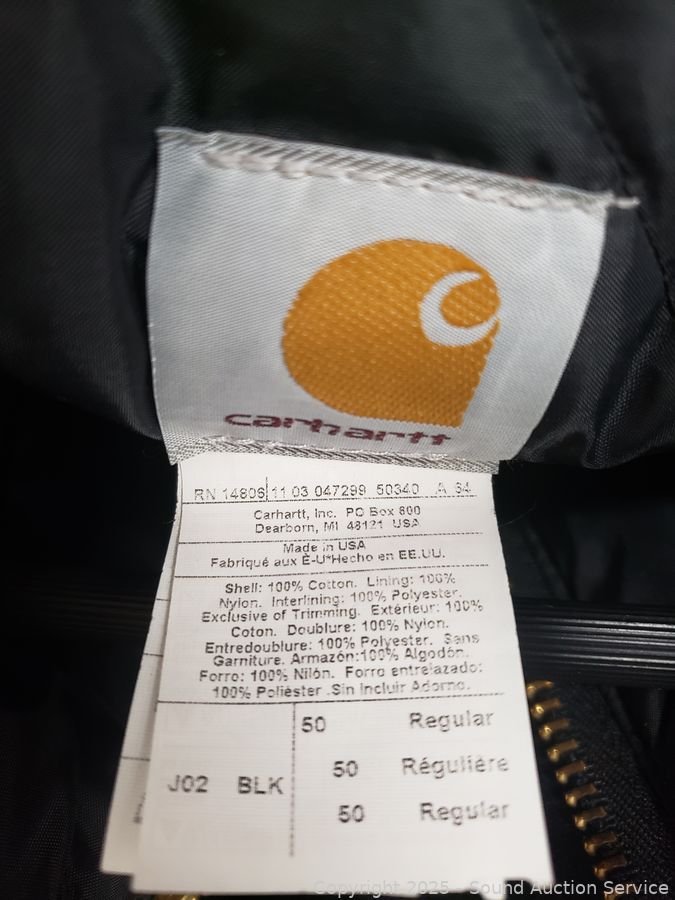 carhartt
RN 14806 11 03 047299 50340 A 64
Carhartt, Inc. PO Box 600
Dearborn, MI 48121 USA
Made in USA
Fabriqué aux E-U*Hecho en EE.UU.
Shell: 100% Cotton. Lining: 100%
Nylon. Interlining: 100% Polyester.
Exclusive of Trimming. Extérieur: 100%
Coton. Doublure: 100% Nylon.
Entredoublure: 100% Polyester. Sans
Garniture. Armazón:100% Algodón.
Forro: 100% Nilón. Forro entrelazado:
100% Poliéster .Sin Incluir Adorno.
50 Regular
50 Régulière
J02 BLK
50 Regular
Copyright 2025 - Sound Auction Service